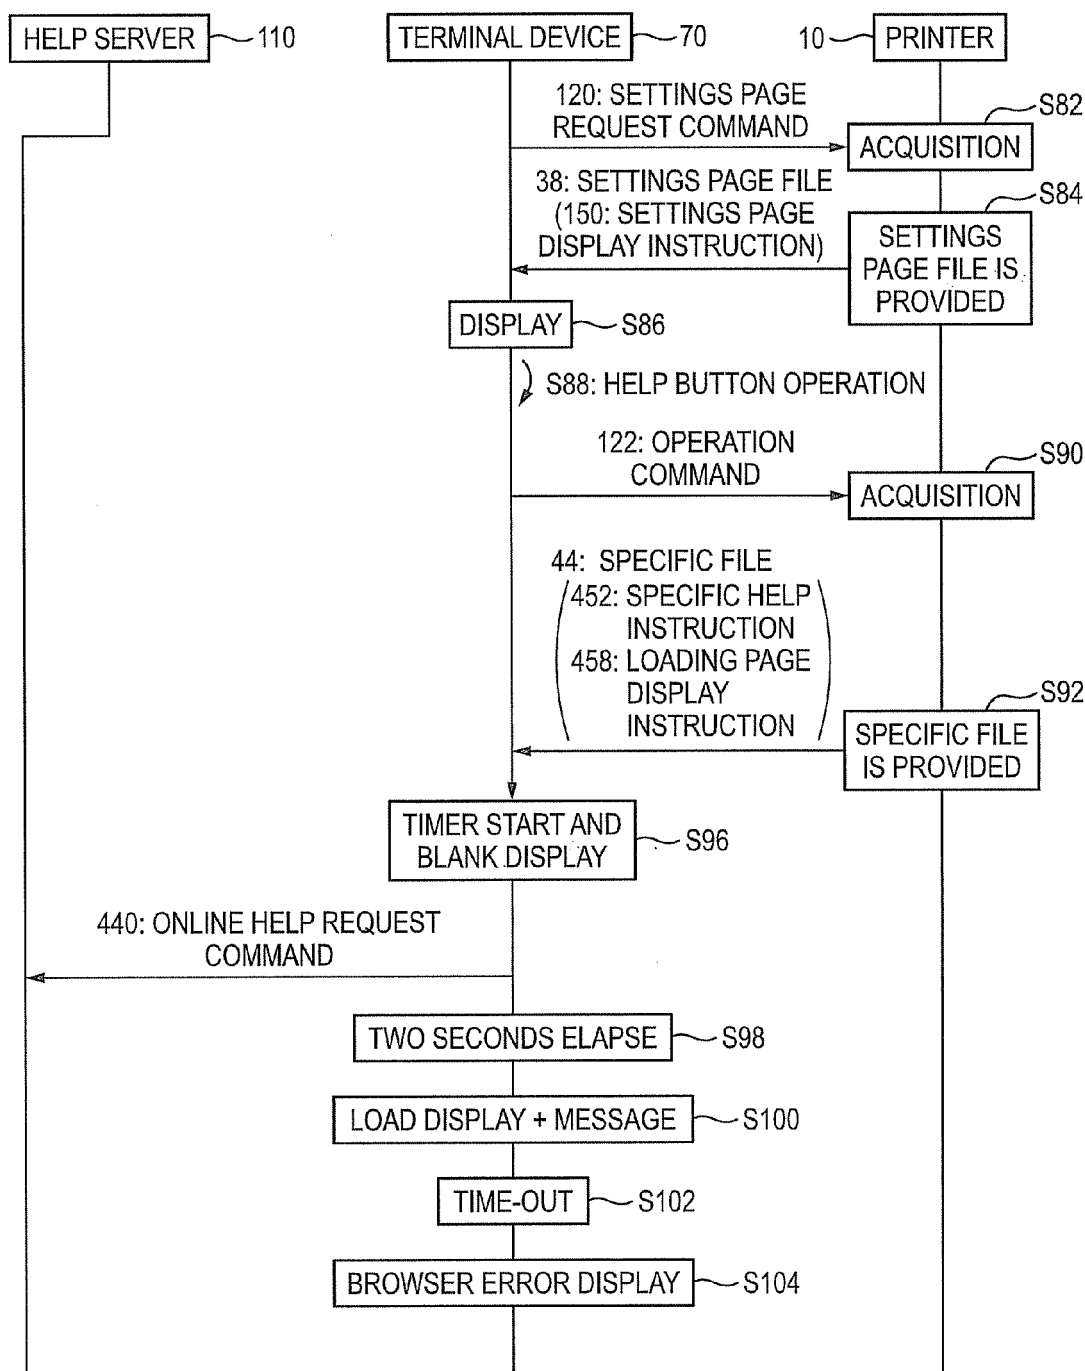 HELP SERVER
110
TERMINAL DEVICE
70
10
PRINTER
120: SETTINGS PAGE
REQUEST COMMAND
S82
ACQUISITION
38: SETTINGS PAGE FILE
(150: SETTINGS PAGE
DISPLAY INSTRUCTION)
S84
SETTINGS
PAGE FILE IS
PROVIDED
DISPLAY
S86
S88: HELP BUTTON OPERATION
122: OPERATION
COMMAND
S90
ACQUISITION
44: SPECIFIC FILE
452: SPECIFIC HELP
INSTRUCTION
458: LOADING PAGE
DISPLAY
INSTRUCTION
S92
SPECIFIC FILE
IS PROVIDED
TIMER START AND
BLANK DISPLAY
S96
440: ONLINE HELP REQUEST
COMMAND
TWO SECONDS ELAPSE
S98
LOAD DISPLAY + MESSAGE
S100
TIME-OUT
S102
BROWSER ERROR DISPLAY
S104